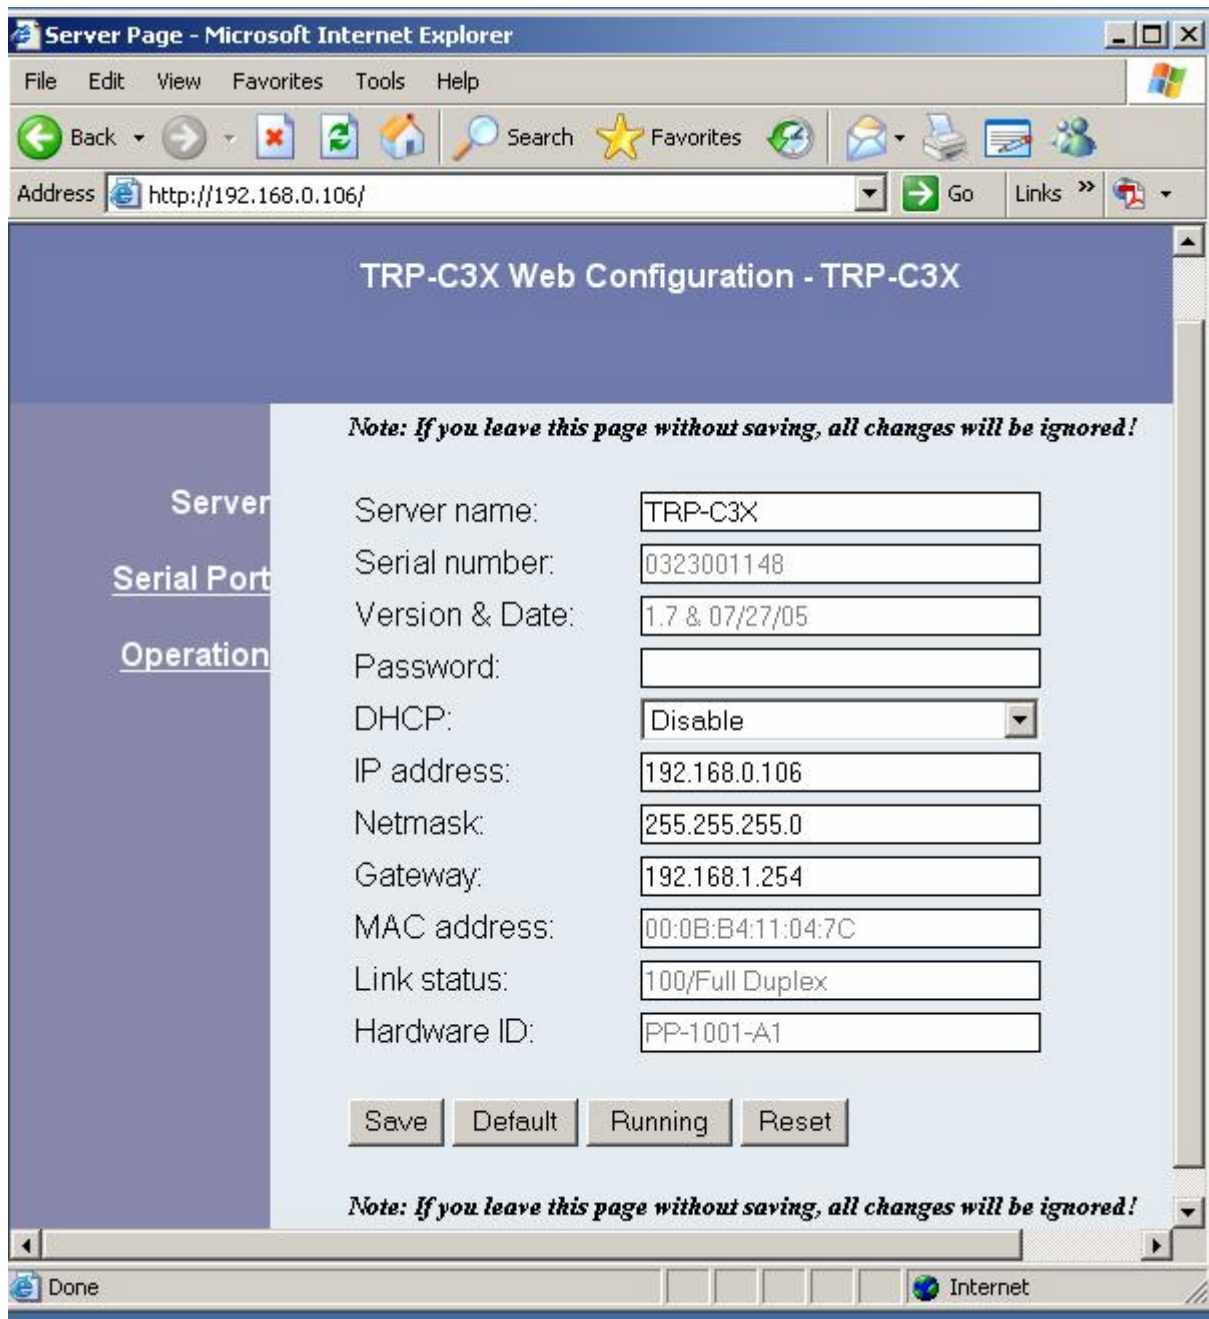 Server Page - Microsoft Internet Explorer
File Edit View Favorites Tools Help
Back Search Favorites
Address http://192.168.0.106/ Go Links »
TRP-C3X Web Configuration - TRP-C3X
Note: If you leave this page without saving, all changes will be ignored!
Server
Serial Port
Operation
Server name: TRP-C3X
Serial number: 0323001148
Version & Date: 1.7 & 07/27/05
Password:
DHCP: Disable
IP address: 192.168.0.106
Netmask: 255.255.255.0
Gateway: 192.168.1.254
MAC address: 00:0B:B4:11:04:7C
Link status: 100/Full Duplex
Hardware ID: PP-1001-A1
Save Default Running Reset
Note: If you leave this page without saving, all changes will be ignored!
Done Internet